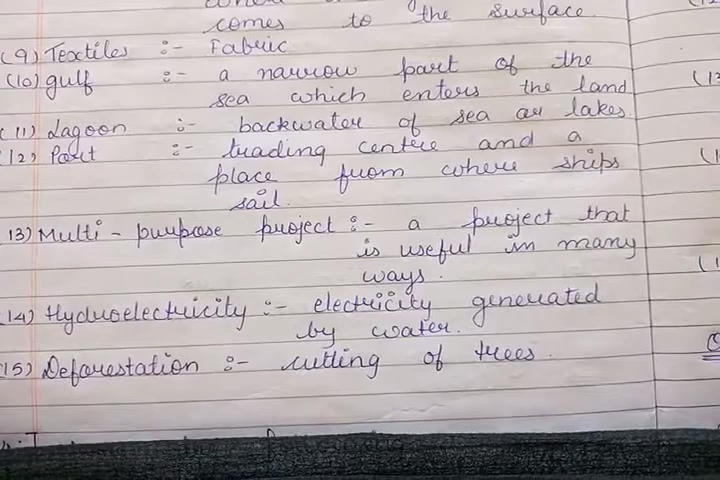 comes to the surface.
(9) Textiles :- Fabric
(10) gulf :- a narrow part of the
sea which enters the land
(11) Lagoon :- backwater of sea or lakes
(12) Port :- trading centre and a
place from where ships
sail.
13) Multi-purpose project :- a project that
is useful in many
ways.
(14) Hydroelectricity :- electricity generated
by water.
(15) Deforestation :- cutting of trees.